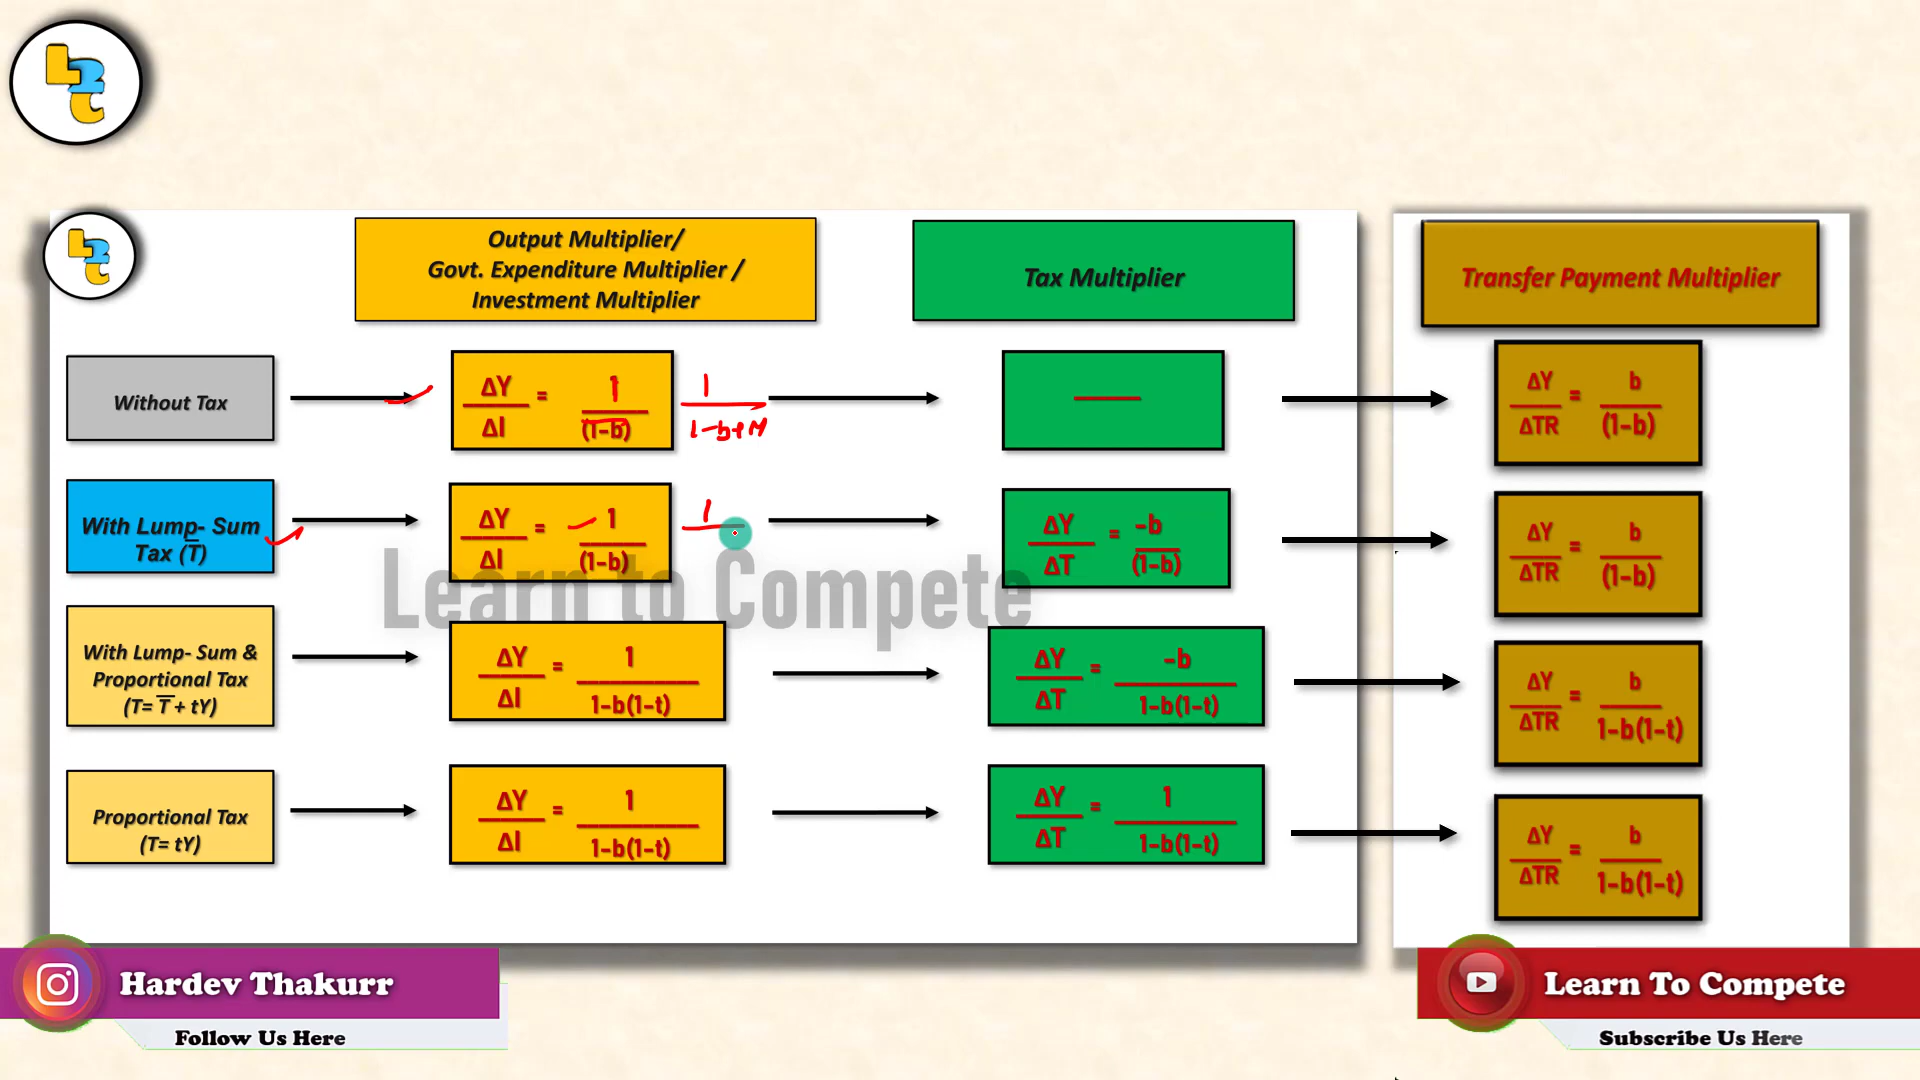 L2C
L2C
Output Multiplier/
Govt. Expenditure Multiplier /
Investment Multiplier
Tax Multiplier
Transfer Payment Multiplier
Without Tax
ΔY/ΔI = 1/(1-b)
1/1-b+M
ΔY/ΔTR = b/(1-b)
With Lump- Sum
Tax (T̅)
ΔY/ΔI = 1/(1-b)
1
ΔY/ΔT = -b/(1-b)
ΔY/ΔTR = b/(1-b)
Learn to Compete
With Lump- Sum &
Proportional Tax
(T= T̅ + tY)
ΔY/ΔI = 1/1-b(1-t)
ΔY/ΔT = -b/1-b(1-t)
ΔY/ΔTR = b/1-b(1-t)
Proportional Tax
(T= tY)
ΔY/ΔI = 1/1-b(1-t)
ΔY/ΔT = 1/1-b(1-t)
ΔY/ΔTR = b/1-b(1-t)
Hardev Thakurr
Follow Us Here
Learn To Compete
Subscribe Us Here